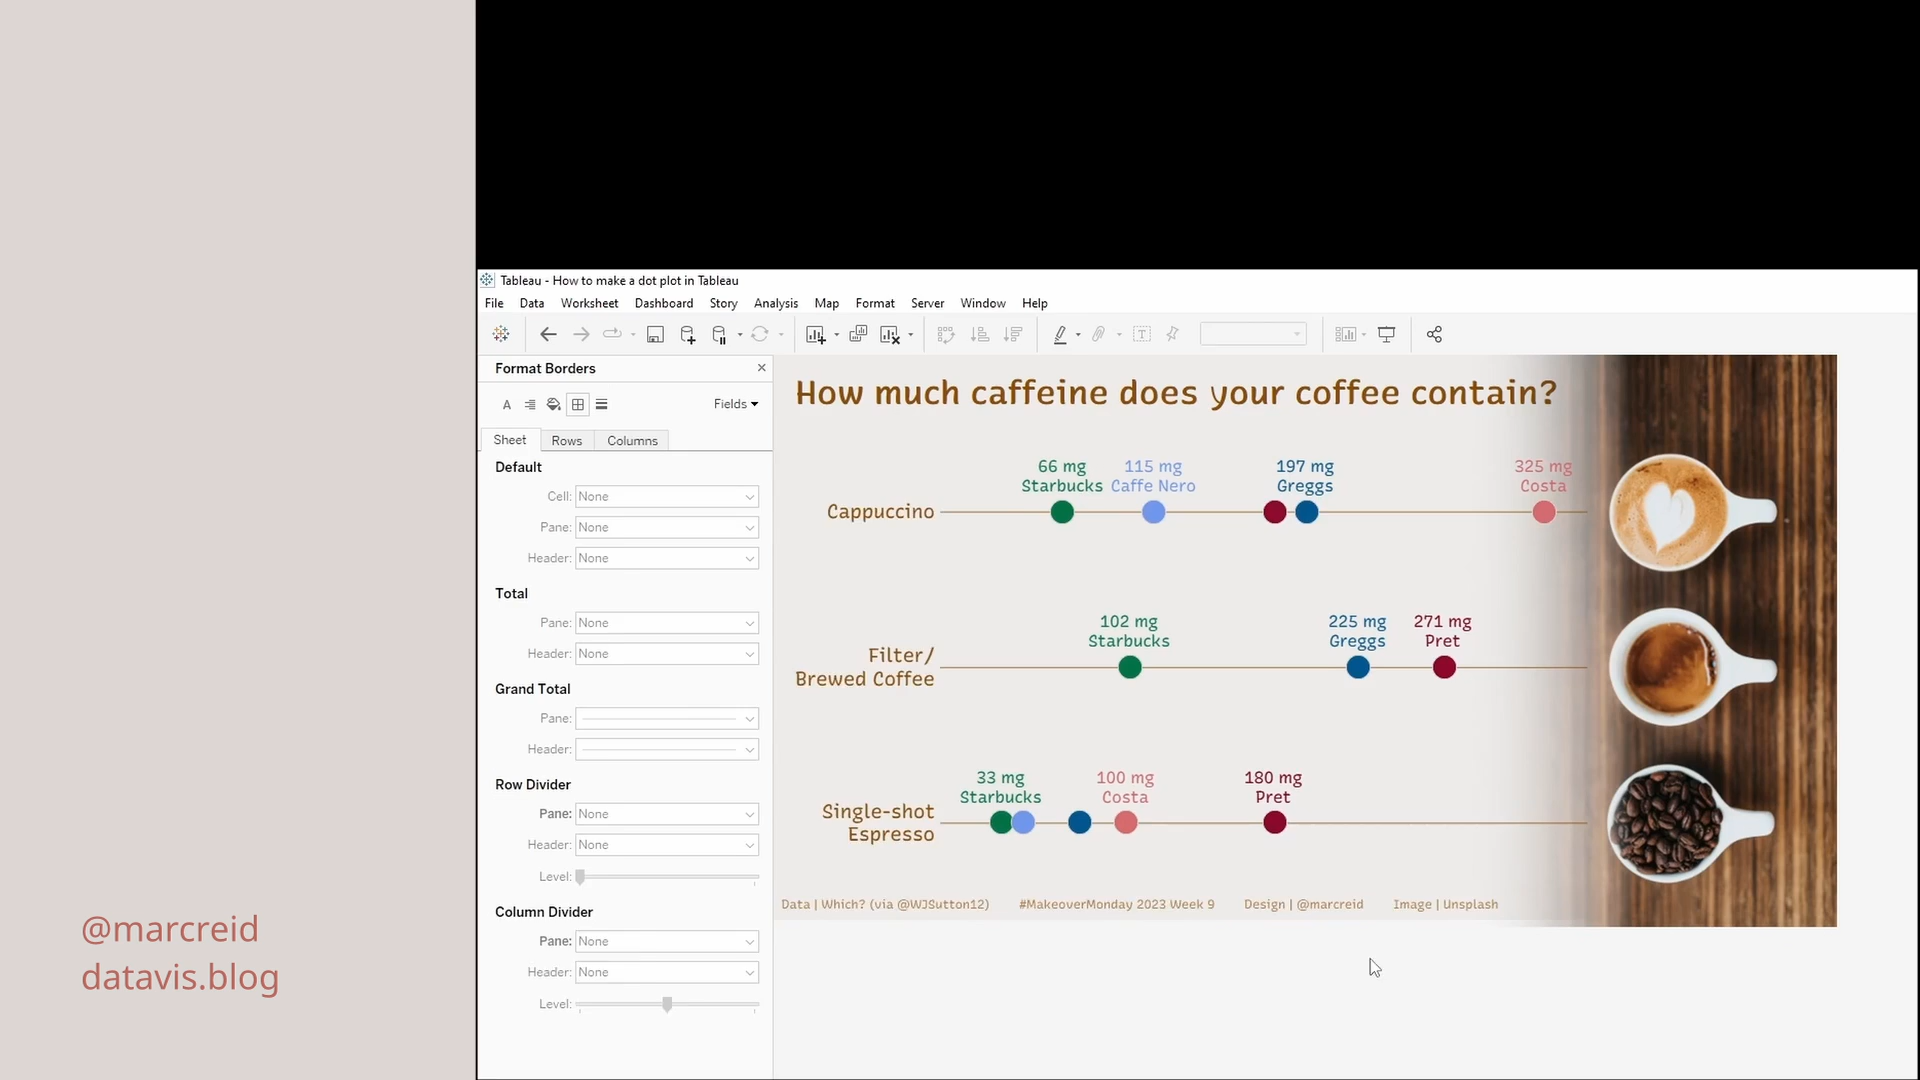 Tableau - How to make a dot plot in Tableau
File Data Worksheet Dashboard Story Analysis Map Format Server Window Help
Format Borders
Fields
Sheet Rows Columns
Default
Cell: None
Pane: None
Header: None
Total
Pane: None
Header: None
Grand Total
Pane:
Header:
Row Divider
Pane: None
Header: None
Level:
Column Divider
Pane: None
Header: None
Level:
How much caffeine does your coffee contain?
66 mg 115 mg 197 mg 325 mg
Starbucks Caffe Nero Greggs Costa
Cappuccino
102 mg 225 mg 271 mg
Starbucks Greggs Pret
Filter/
Brewed Coffee
33 mg 100 mg 180 mg
Starbucks Costa Pret
Single-shot
Espresso
Data | Which? (via @WJSutton12) #MakeoverMonday 2023 Week 9 Design | @marcreid Image | Unsplash
@marcreid
datavis.blog